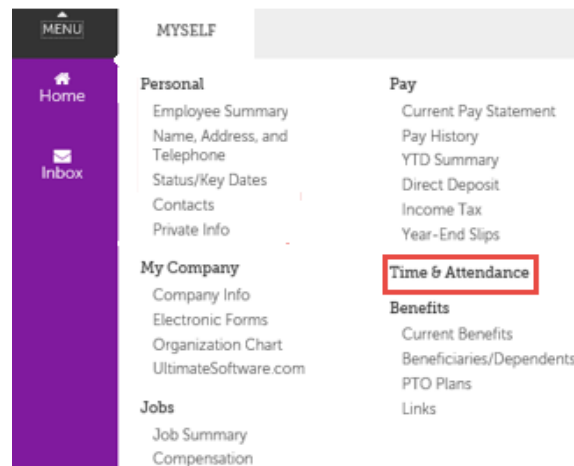 MENU
MYSELF
Home
Inbox
Personal
Employee Summary
Name, Address, and
Telephone
Status/Key Dates
Contacts
Private Info
My Company
Company Info
Electronic Forms
Organization Chart
UltimateSoftware.com
Jobs
Job Summary
Compensation
Pay
Current Pay Statement
Pay History
YTD Summary
Direct Deposit
Income Tax
Year-End Slips
Time & Attendance
Benefits
Current Benefits
Beneficiaries/Dependents
PTO Plans
Links